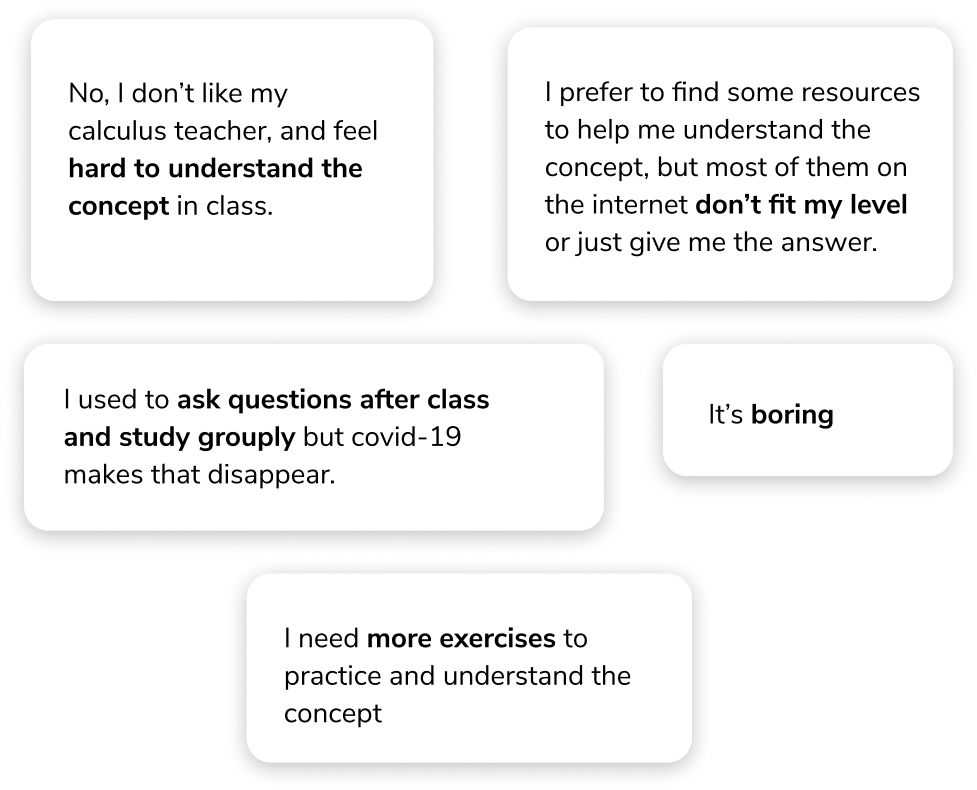 No, I don’t like my
calculus teacher, and feel
hard to understand the
concept in class.
I prefer to find some resources
to help me understand the
concept, but most of them on
the internet don’t fit my level
or just give me the answer.
I used to ask questions after class
and study grouply but covid-19
makes that disappear.
It’s boring
I need more exercises to
practice and understand the
concept